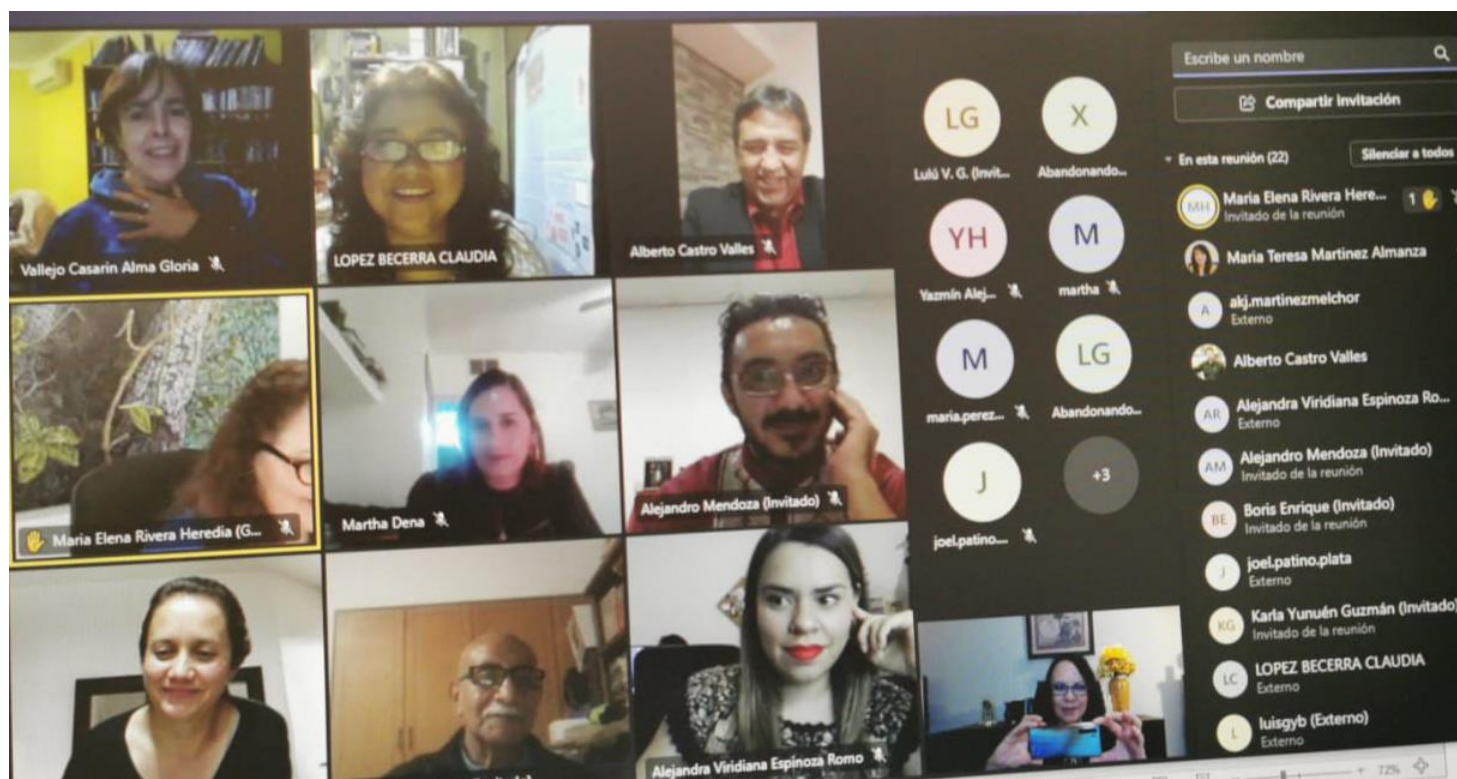 Vallejo Casarin Alma Gloria
LOPEZ BECERRA CLAUDIA
Alberto Castro Valles
Maria Elena Rivera Heredia (G...
Martha Dena
Alejandro Mendoza (Invitado)
Alejandra Viridiana Espinoza Romo
LG
X
Lulú V. G. (Invit...
Abandonando...
YH
M
Yazmín Alej...
martha
M
LG
maria.perez...
Abandonando...
J
+3
joel.patino....
Escribe un nombre
Compartir invitación
En esta reunión (22)
Silenciar a todos
MH
Maria Elena Rivera Here...
1
Invitado de la reunión
Maria Teresa Martinez Almanza
A
akj.martinezmelchor
Externo
Alberto Castro Valles
AR
Alejandra Viridiana Espinoza Ro...
Externo
AM
Alejandro Mendoza (Invitado)
Invitado de la reunión
BE
Boris Enrique (Invitado)
Invitado de la reunión
J
joel.patino.plata
Externo
KG
Karla Yunuén Guzmán (Invitado)
Invitado de la reunión
LC
LOPEZ BECERRA CLAUDIA
Externo
L
luisgyb (Externo)
Externo
72%